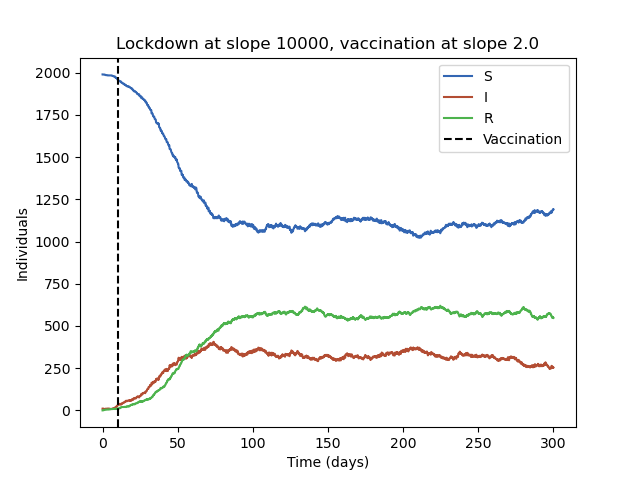 Lockdown at slope 10000, vaccination at slope 2.0
2000
1750
1500
1250
1000
750
500
250
0
Individuals
S
I
R
Vaccination
0
50
100
150
200
250
300
Time (days)